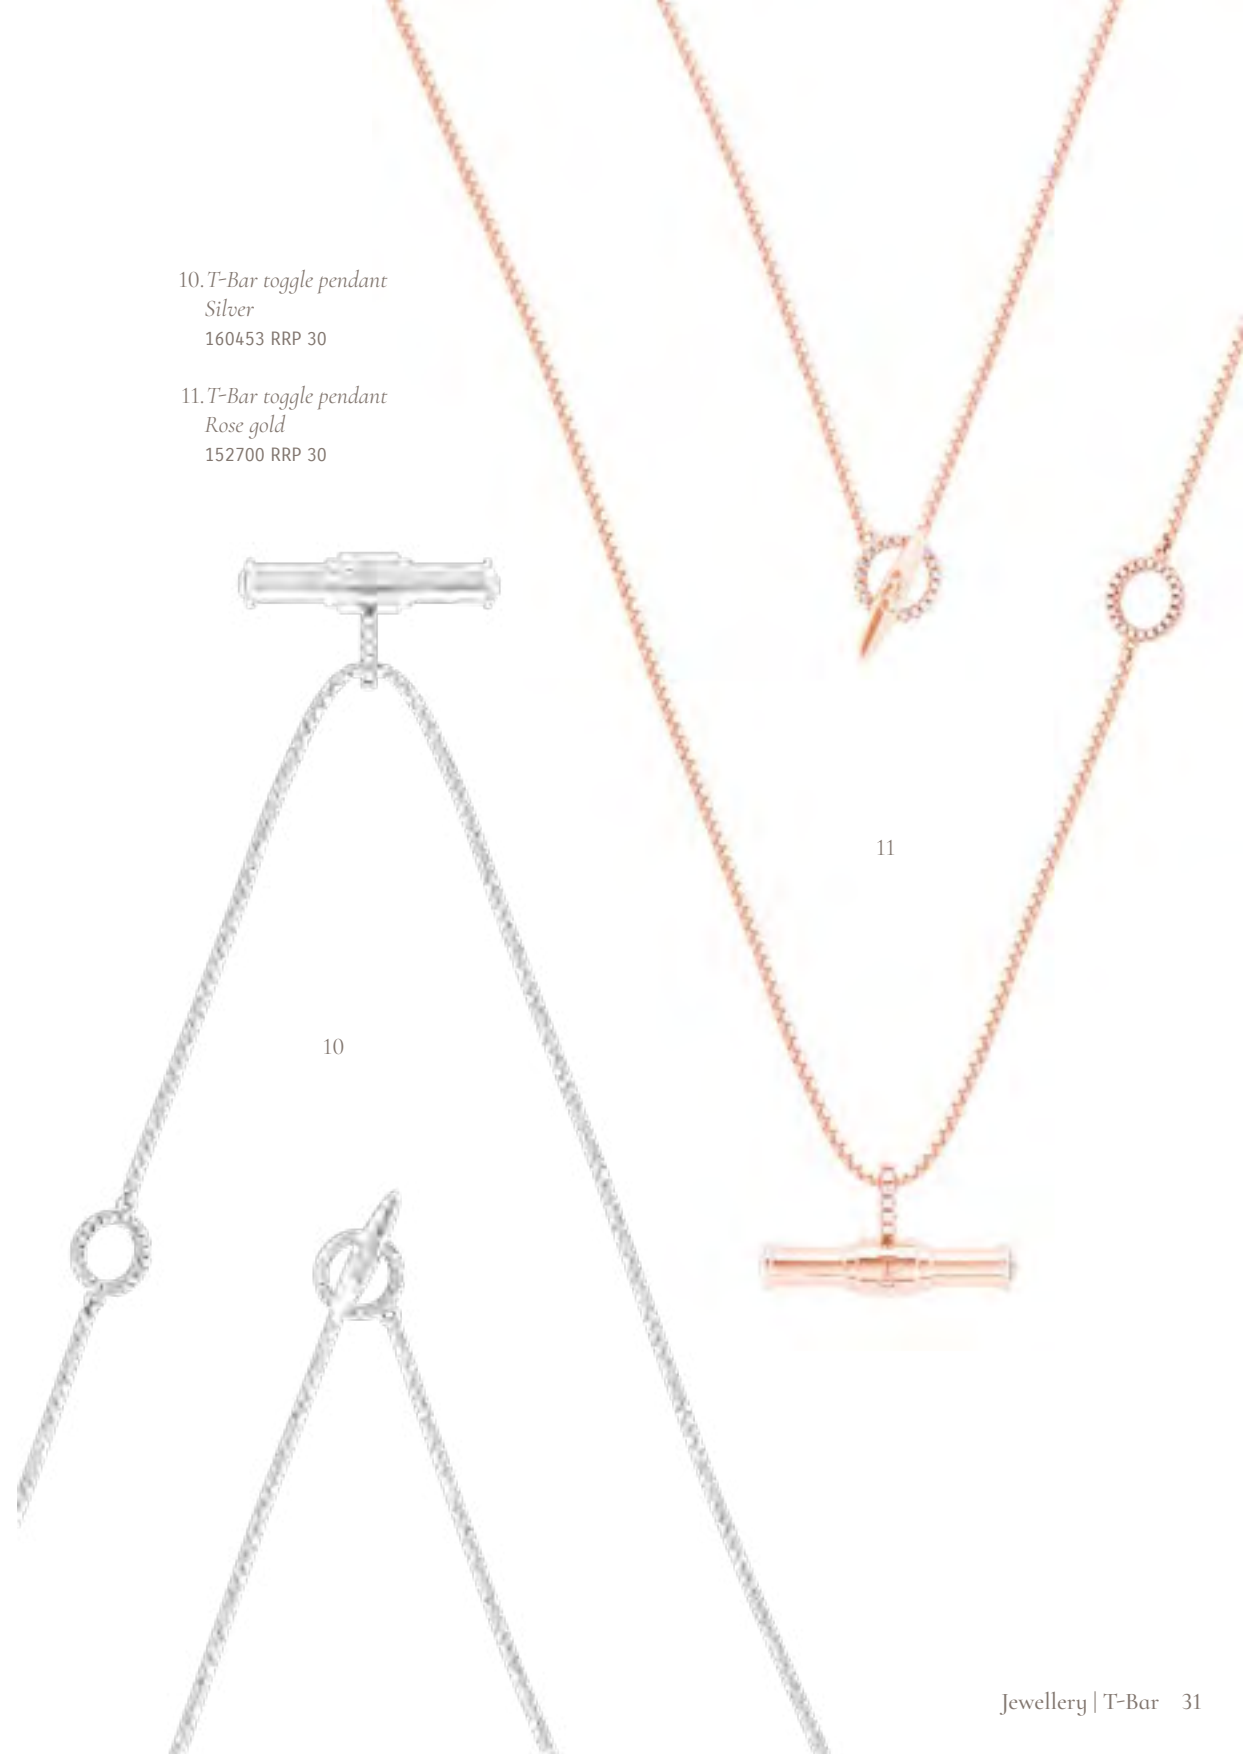 10. T-Bar toggle pendant
Silver
160453 RRP 30
11. T-Bar toggle pendant
Rose gold
152700 RRP 30
11
10
Jewellery | T-Bar 31